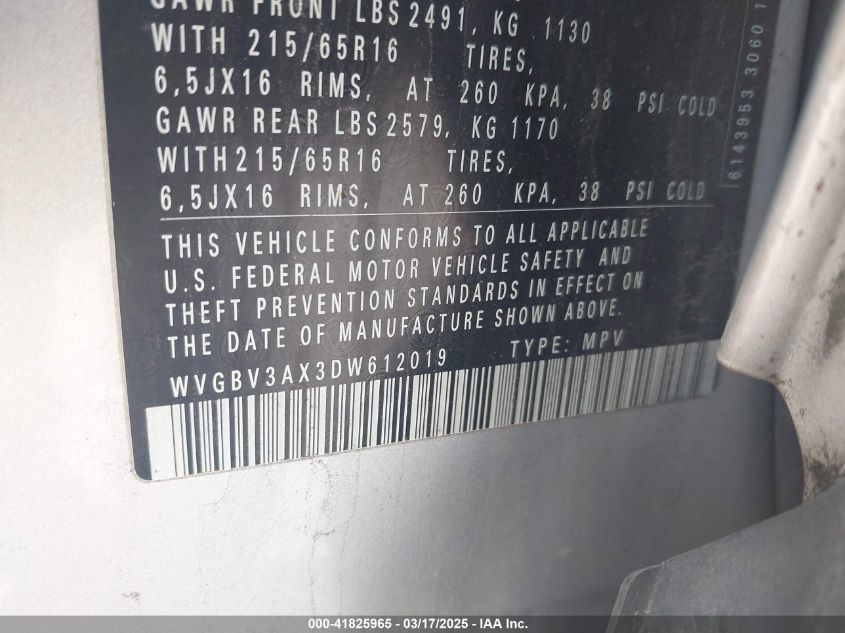 GAWR FRONT LBS 2491, KG 1130
WITH 215/65R16 TIRES,
6,5JX16 RIMS, AT 260 KPA, 38 PSI COLD
GAWR REAR LBS 2579, KG 1170
WITH 215/65R16 TIRES,
6,5JX16 RIMS, AT 260 KPA, 38 PSI COLD
THIS VEHICLE CONFORMS TO ALL APPLICABLE
U.S. FEDERAL MOTOR VEHICLE SAFETY AND
THEFT PREVENTION STANDARDS IN EFFECT ON
THE DATE OF MANUFACTURE SHOWN ABOVE.
WVGBV3AX3DW612019 TYPE: MPV
6143953 3060
000-41825965 - 03/17/2025 - IAA Inc.